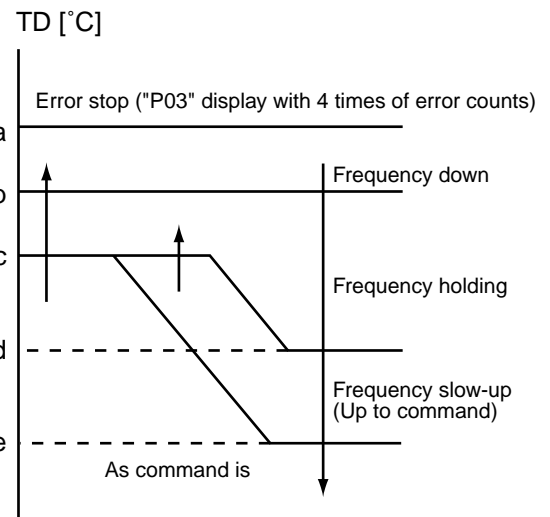 TD [˚C]
Error stop ("P03" display with 4 times of error counts)
a
Frequency down
b
c
Frequency holding
d
Frequency slow-up
(Up to command)
e
As command is